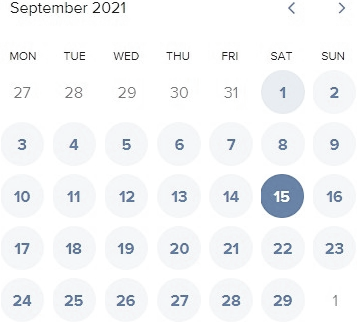 September 2021 < >
MON TUE WED THU FRI SAT SUN
27 28 29 30 31 1 2
3 4 5 6 7 8 9
10 11 12 13 14 15 16
17 18 19 20 21 22 23
24 25 26 27 28 29 1